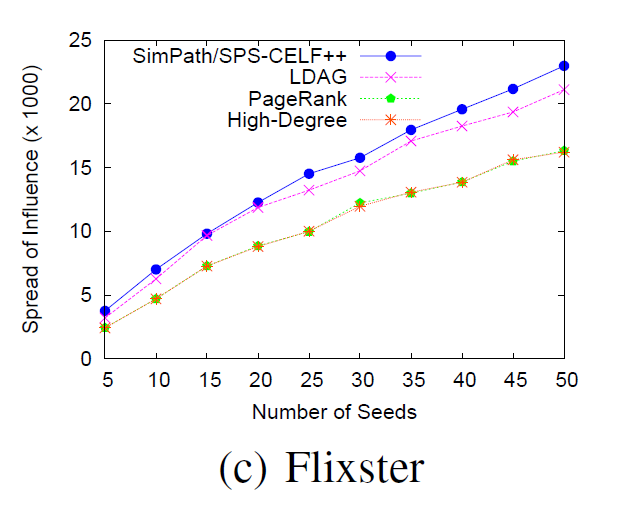 25
20
15
10
5
0
Spread of Influence (x 1000)
SimPath/SPS-CELF++
LDAG
PageRank
High-Degree
5 10 15 20 25 30 35 40 45 50
Number of Seeds
(c) Flixster